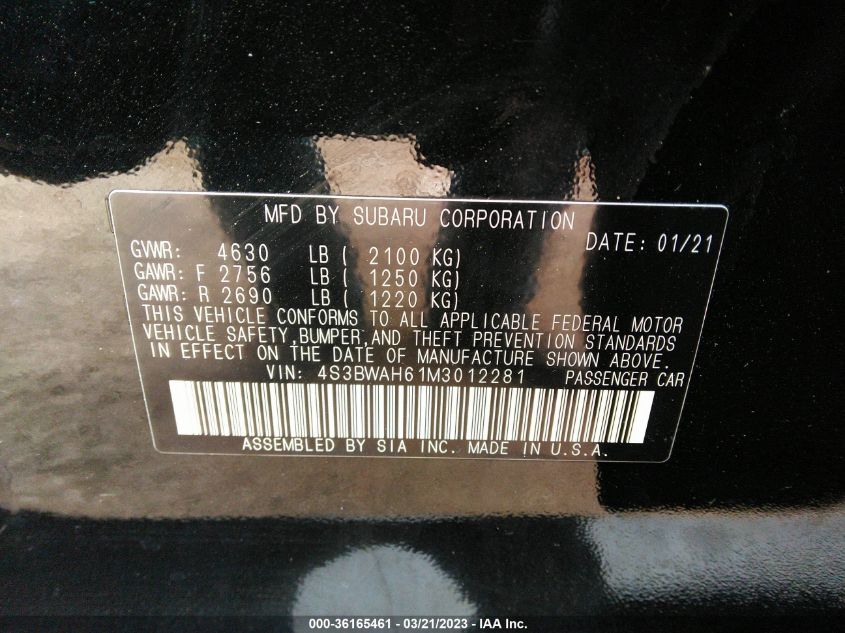 MFD BY SUBARU CORPORATION
DATE: 01/21
GVWR: 4630 LB ( 2100 KG)
GAWR: F 2756 LB ( 1250 KG)
GAWR: R 2690 LB ( 1220 KG)
THIS VEHICLE CONFORMS TO ALL APPLICABLE FEDERAL MOTOR
VEHICLE SAFETY,BUMPER,AND THEFT PREVENTION STANDARDS
IN EFFECT ON THE DATE OF MANUFACTURE SHOWN ABOVE.
VIN: 4S3BWAH61M3012281 PASSENGER CAR
ASSEMBLED BY SIA INC. MADE IN U.S.A.
000-36165461 - 03/21/2023 - IAA Inc.